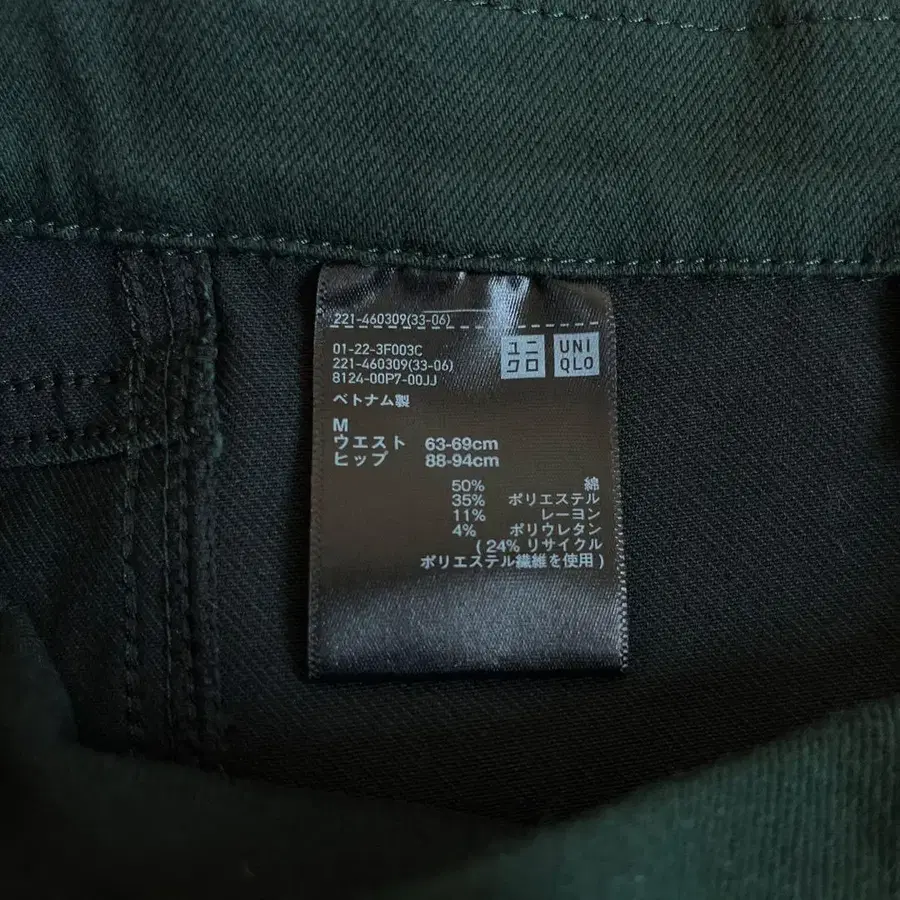 221-460309(33-06)
01-22-3F003C
221-460309(33-06)
8124-00P7-00JJ
ユニ
クロ
UNI
QLO
ベトナム製
M
ウエスト 63-69cm
ヒップ 88-94cm
50% 綿
35% ポリエステル
11% レーヨン
4% ポリウレタン
( 24% リサイクル
ポリエステル繊維を使用 )